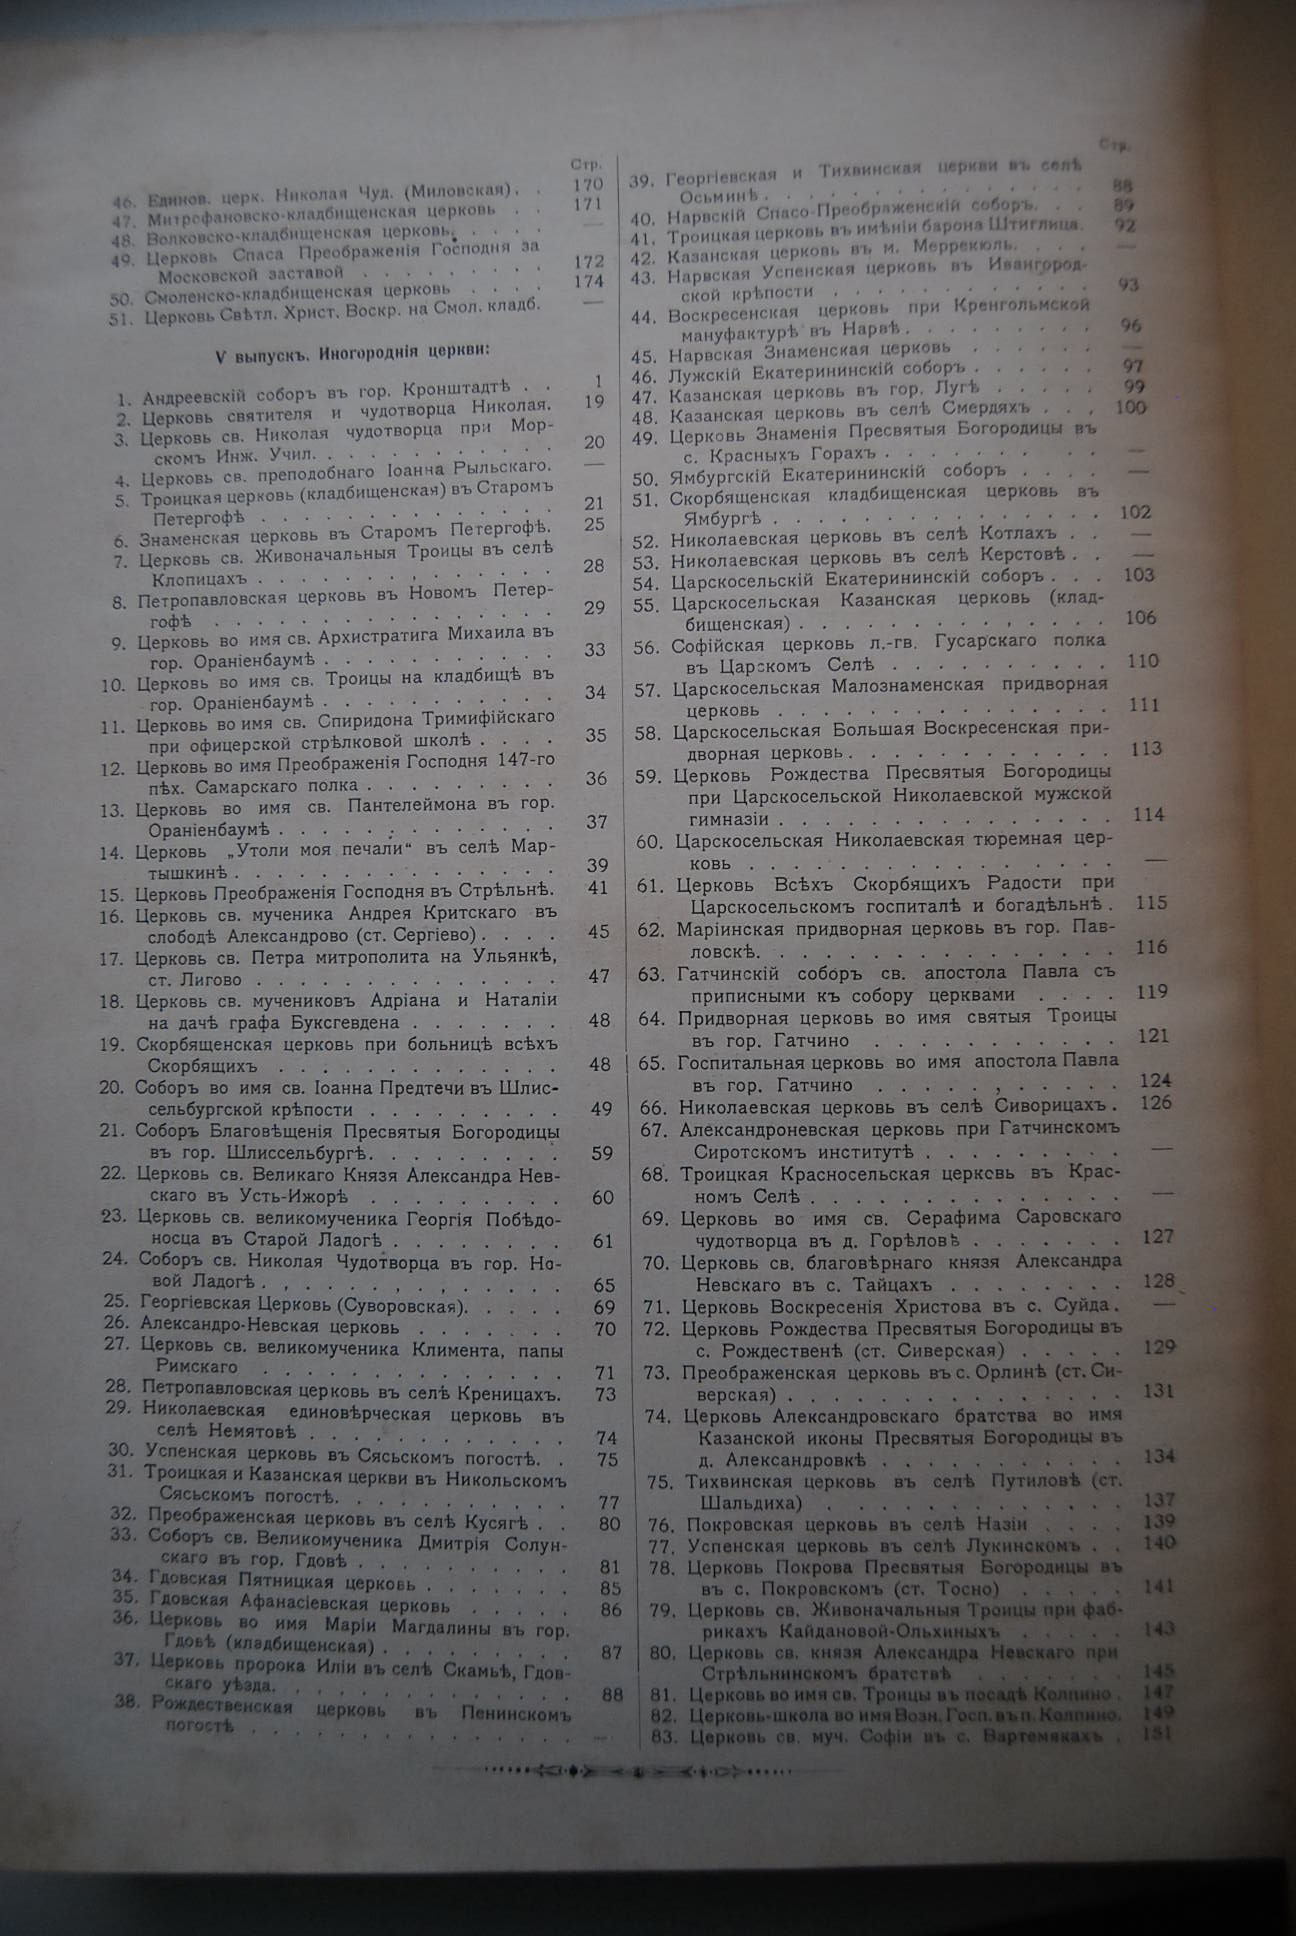 Стр.
46. Единов. церк. Николая Чуд. (Миловская). . 170
47. Митрофановско-кладбищенская церковь . . 171
48. Волковско-кладбищенская церковь. . . . . —
49. Церковь Спаса Преображенія Господня за
Московской заставой . . . . . . . . . 172
50. Смоленско-кладбищенская церковь . . . . 174
51. Церковь Свѣтл. Христ. Воскр. на Смол. кладб. —
V выпускъ. Иногороднія церкви:
1. Андреевскій соборъ въ гор. Кронштадтѣ . . 1
2. Церковь святителя и чудотворца Николая. 19
3. Церковь св. Николая чудотворца при Мор-
скомъ Инж. Учил. . . . . . . . . . . 20
4. Церковь св. преподобнаго Іоанна Рыльскаго. —
5. Троицкая церковь (кладбищенская) въ Старомъ
Петергофѣ . . . . . . . . . . . . . . 21
6. Знаменская церковь въ Старомъ Петергофѣ. 25
7. Церковь св. Живоначальныя Троицы въ селѣ
Клопицахъ . . . . . . . . . . . . . . 28
8. Петропавловская церковь въ Новомъ Петер-
гофѣ . . . . . . . . . . . . . . . . 29
9. Церковь во имя св. Архистратига Михаила въ
гор. Ораніенбаумѣ . . . . . . . . . . . 33
10. Церковь во имя св. Троицы на кладбищѣ въ
гор. Ораніенбаумѣ . . . . . . . . . . . 34
11. Церковь во имя св. Спиридона Тримифійскаго
при офицерской стрѣлковой школѣ . . . . 35
12. Церковь во имя Преображенія Господня 147-го
пѣх. Самарскаго полка . . . . . . . . . 36
13. Церковь во имя св. Пантелеймона въ гор.
Ораніенбаумѣ . . . . . . . . . . . . . 37
14. Церковь „Утоли моя печали“ въ селѣ Мар-
тышкинѣ . . . . . . . . . . . . . . . 39
15. Церковь Преображенія Господня въ Стрѣльнѣ. 41
16. Церковь св. мученика Андрея Критскаго въ
слободѣ Александрово (ст. Сергіево) . . . . 45
17. Церковь св. Петра митрополита на Ульянкѣ,
ст. Лигово . . . . . . . . . . . . . . 47
18. Церковь св. мучениковъ Адріана и Наталіи
на дачѣ графа Буксгевдена . . . . . . . 48
19. Скорбященская церковь при больницѣ всѣхъ
Скорбящихъ . . . . . . . . . . . . . 48
20. Соборъ во имя св. Іоанна Предтечи въ Шлис-
сельбургской крѣпости . . . . . . . . . 49
21. Соборъ Благовѣщенія Пресвятыя Богородицы
въ гор. Шлиссельбургѣ. . . . . . . . . 59
22. Церковь св. Великаго Князя Александра Нев-
скаго въ Усть-Ижорѣ . . . . . . . . . 60
23. Церковь св. великомученика Георгія Побѣдо-
носца въ Старой Ладогѣ . . . . . . . . 61
24. Соборъ св. Николая Чудотворца въ гор. Но-
вой Ладогѣ . . . . . . . . . . . . . . 65
25. Георгіевская Церковь (Суворовская). . . . . 69
26. Александро-Невская церковь . . . . . . . 70
27. Церковь св. великомученика Климента, папы
Римскаго . . . . . . . . . . . . . . 71
28. Петропавловская церковь въ селѣ Креницахъ. 73
29. Николаевская единовѣрческая церковь въ
селѣ Немятовѣ . . . . . . . . . . . . 74
30. Успенская церковь въ Сясьскомъ погостѣ. . 75
31. Троицкая и Казанская церкви въ Никольскомъ
Сясьскомъ погостѣ. . . . . . . . . . . 77
32. Преображенская церковь въ селѣ Кусягѣ . . 80
33. Соборъ св. Великомученика Дмитрія Солун-
скаго въ гор. Гдовѣ . . . . . . . . . . 81
34. Гдовская Пятницкая церковь . . . . . . . 85
35. Гдовская Афанасіевская церковь . . . . . 86
36. Церковь во имя Маріи Магдалины въ гор.
Гдовѣ (кладбищенская) . . . . . . . . . 87
37. Церковь пророка Иліи въ селѣ Скамьѣ, Гдов-
скаго уѣзда. . . . . . . . . . . . . . 88
38. Рождественская церковь въ Пенинскомъ
погостѣ . . . . . . . . . . . . . . . —
Стр.
39. Георгіевская и Тихвинская церкви въ селѣ
Осьминѣ . . . . . . . . . . . . . . . 88
40. Нарвскій Спасо-Преображенскій соборъ. . . 89
41. Троицкая церковь въ имѣніи барона Штиглица. 92
42. Казанская церковь въ м. Меррекюль. . . . —
43. Нарвская Успенская церковь въ Ивангород-
ской крѣпости . . . . . . . . . . . . 93
44. Воскресенская церковь при Кренгольмской
мануфактурѣ въ Нарвѣ. . . . . . . . . 96
45. Нарвская Знаменская церковь . . . . . . —
46. Лужскій Екатерининскій соборъ . . . . . . 97
47. Казанская церковь въ гор. Лугѣ . . . . . 99
48. Казанская церковь въ селѣ Смердяхъ . . . 100
49. Церковь Знаменія Пресвятыя Богородицы въ
с. Красныхъ Горахъ . . . . . . . . . . —
50. Ямбургскій Екатерининскій соборъ . . . . —
51. Скорбященская кладбищенская церковь въ
Ямбургѣ . . . . . . . . . . . . . . . 102
52. Николаевская церковь въ селѣ Котлахъ . . —
53. Николаевская церковь въ селѣ Керстовѣ . . —
54. Царскосельскій Екатерининскій соборъ . . . 103
55. Царскосельская Казанская церковь (клад-
бищенская) . . . . . . . . . . . . . . 106
56. Софійская церковь л.-гв. Гусарскаго полка
въ Царскомъ Селѣ . . . . . . . . . . 110
57. Царскосельская Малознаменская придворная
церковь . . . . . . . . . . . . . . . 111
58. Царскосельская Большая Воскресенская при-
дворная церковь . . . . . . . . . . . . 113
59. Церковь Рождества Пресвятыя Богородицы
при Царскосельской Николаевской мужской
гимназіи . . . . . . . . . . . . . . . 114
60. Царскосельская Николаевская тюремная цер-
ковь . . . . . . . . . . . . . . . . —
61. Церковь Всѣхъ Скорбящихъ Радости при
Царскосельскомъ госпиталѣ и богадѣльнѣ . 115
62. Маріинская придворная церковь въ гор. Пав-
ловскѣ. . . . . . . . . . . . . . . . 116
63. Гатчинскій соборъ св. апостола Павла съ
приписными къ собору церквами . . . . 119
64. Придворная церковь во имя святыя Троицы
въ гор. Гатчино . . . . . . . . . . . 121
65. Госпитальная церковь во имя апостола Павла
въ гор. Гатчино . . . . . . . . . . . 124
66. Николаевская церковь въ селѣ Сиворицахъ . 126
67. Александроневская церковь при Гатчинскомъ
Сиротскомъ институтѣ . . . . . . . . . —
68. Троицкая Красносельская церковь въ Крас-
номъ Селѣ . . . . . . . . . . . . . . —
69. Церковь во имя св. Серафима Саровскаго
чудотворца въ д. Горѣловѣ . . . . . . . 127
70. Церковь св. благовѣрнаго князя Александра
Невскаго въ с. Тайцахъ . . . . . . . . 128
71. Церковь Воскресенія Христова въ с. Суйда . —
72. Церковь Рождества Пресвятыя Богородицы въ
с. Рождественѣ (ст. Сиверская) . . . . . 129
73. Преображенская церковь въ с. Орлинѣ (ст. Си-
верская) . . . . . . . . . . . . . . . 131
74. Церковь Александровскаго братства во имя
Казанской иконы Пресвятыя Богородицы въ
д. Александровкѣ . . . . . . . . . . . 134
75. Тихвинская церковь въ селѣ Путиловѣ (ст.
Шальдиха) . . . . . . . . . . . . . . 137
76. Покровская церковь въ селѣ Назіи . . . . 139
77. Успенская церковь въ селѣ Лукинскомъ . . 140
78. Церковь Покрова Пресвятыя Богородицы въ
въ с. Покровскомъ (ст. Тосно) . . . . . 141
79. Церковь св. Живоначальныя Троицы при фаб-
рикахъ Кайдановой-Ольхиныхъ . . . . . 143
80. Церковь св. князя Александра Невскаго при
Стрѣльнинскомъ братствѣ . . . . . . . 145
81. Церковь во имя св. Троицы въ посадѣ Колпино . 147
82. Церковь-школа во имя Возн. Госп. въ п. Колпино. 149
83. Церковь св. муч. Софіи въ с. Вартемякахъ . 151